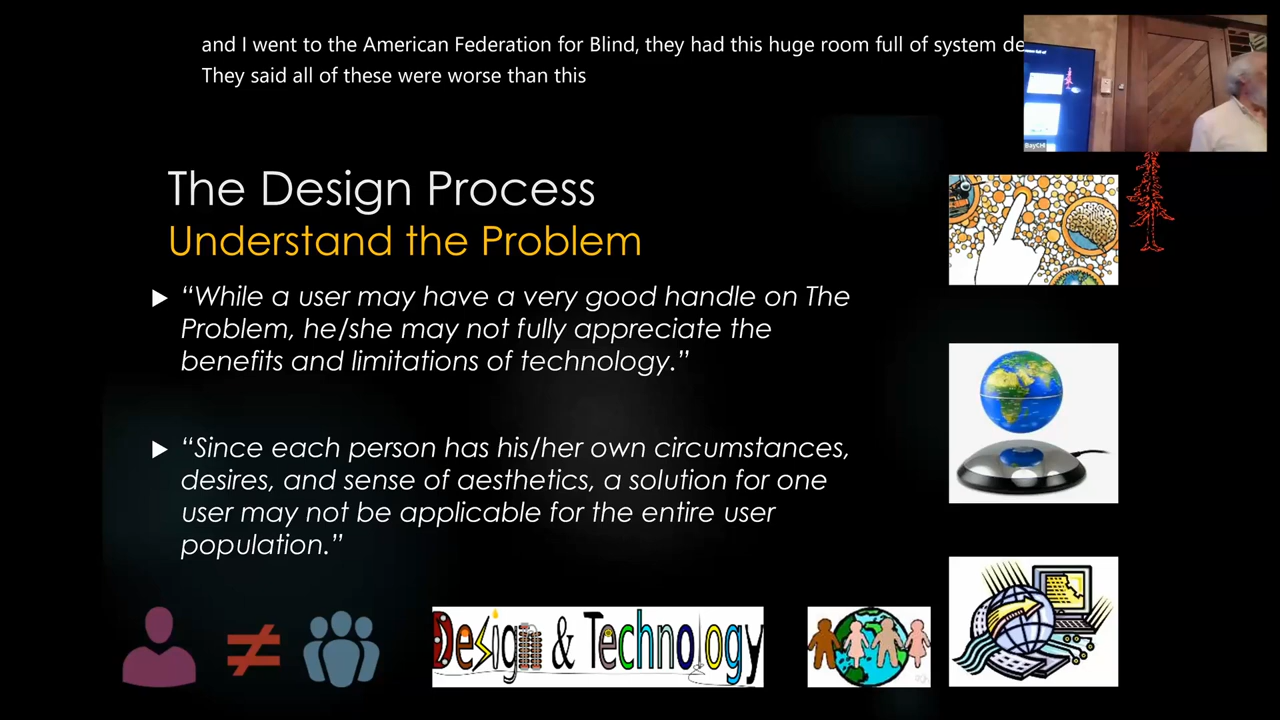 and I went to the American Federation for Blind, they had this huge room full of system de
They said all of these were worse than this
BayCHI
The Design Process
Understand the Problem
“While a user may have a very good handle on The
Problem, he/she may not fully appreciate the
benefits and limitations of technology.”
“Since each person has his/her own circumstances,
desires, and sense of aesthetics, a solution for one
user may not be applicable for the entire user
population.”
Design & Technology